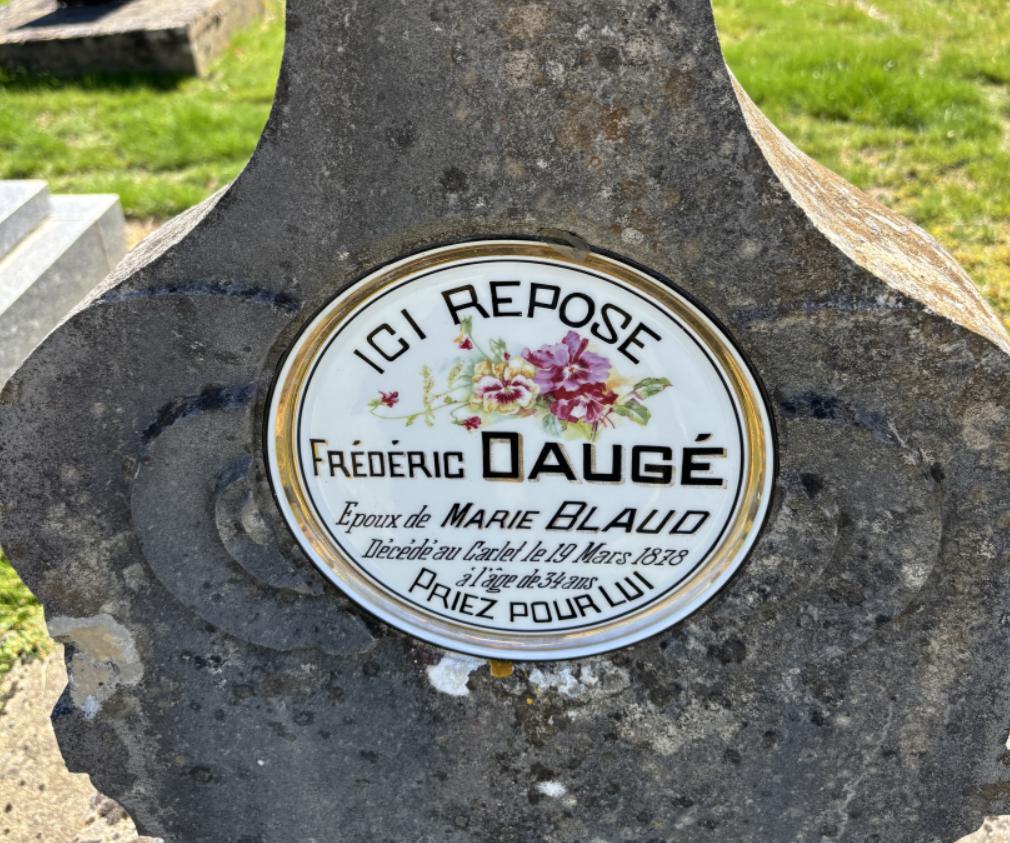 ICI REPOSE
FRÉDÉRIC DAUGÉ
Epoux de MARIE BLAUD
Décédé au Carlet le 19 Mars 1878
à l'âge de 34 ans
PRIEZ POUR LUI